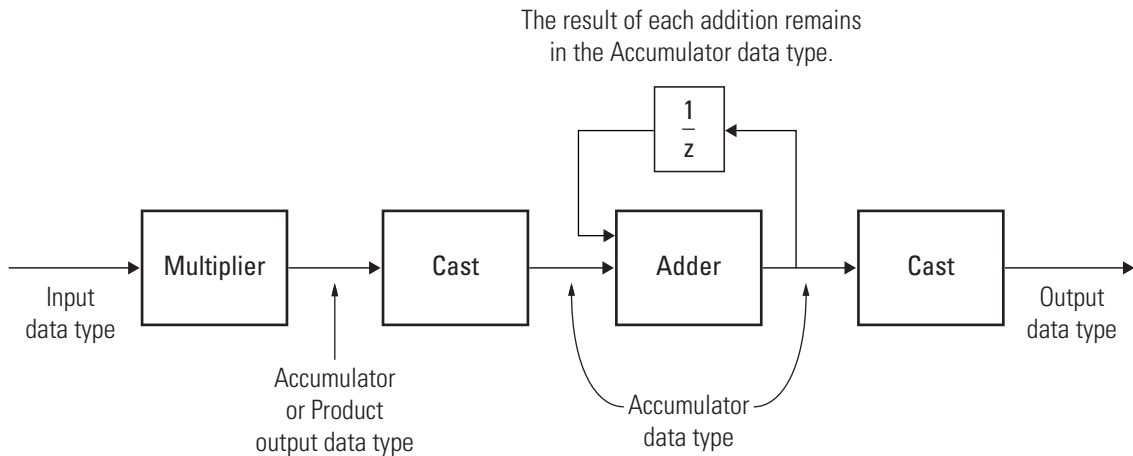 The result of each addition remains
in the Accumulator data type.
1
z
Multiplier
Cast
Adder
Cast
Input
data type
Accumulator
or Product
output data type
Accumulator
data type
Output
data type